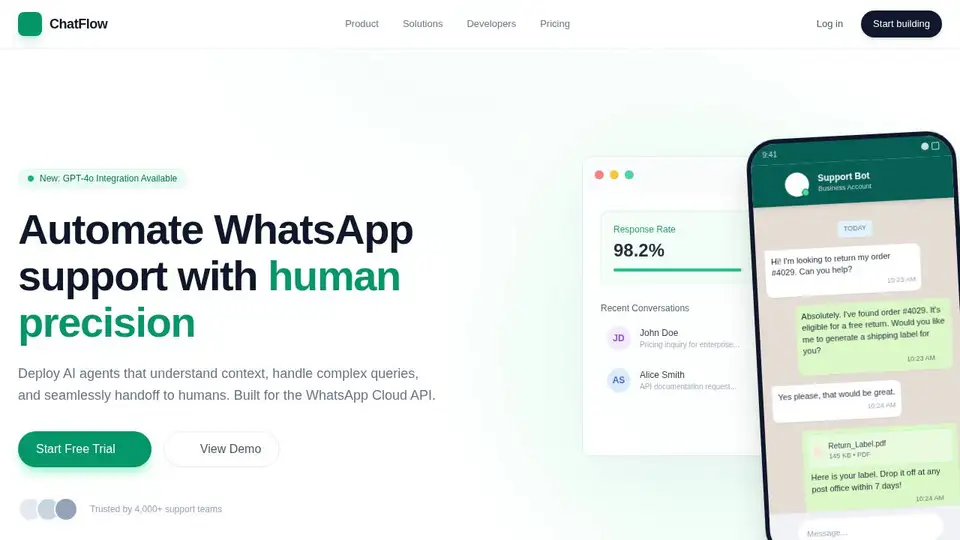 ChatFlow
Product
Solutions
Developers
Pricing
Log in
Start building
New: GPT-4o Integration Available
Automate WhatsApp
support with human
precision
Deploy AI agents that understand context, handle complex queries,
and seamlessly handoff to humans. Built for the WhatsApp Cloud API.
Start Free Trial
View Demo
Trusted by 4,000+ support teams
Response Rate
98.2%
Recent Conversations
JD
John Doe
Pricing inquiry for enterprise...
AS
Alice Smith
API documentation request...
9:41
Support Bot
Business Account
TODAY
Hi! I'm looking to return my order
#4029. Can you help?
10:23 AM
Absolutely. I've found order #4029. It's
eligible for a free return. Would you like
me to generate a shipping label for
you?
10:23 AM
Yes please, that would be great.
10:24 AM
Return_Label.pdf
145 KB • PDF
Here is your label. Drop it off at any
post office within 7 days!
10:24 AM
Message...